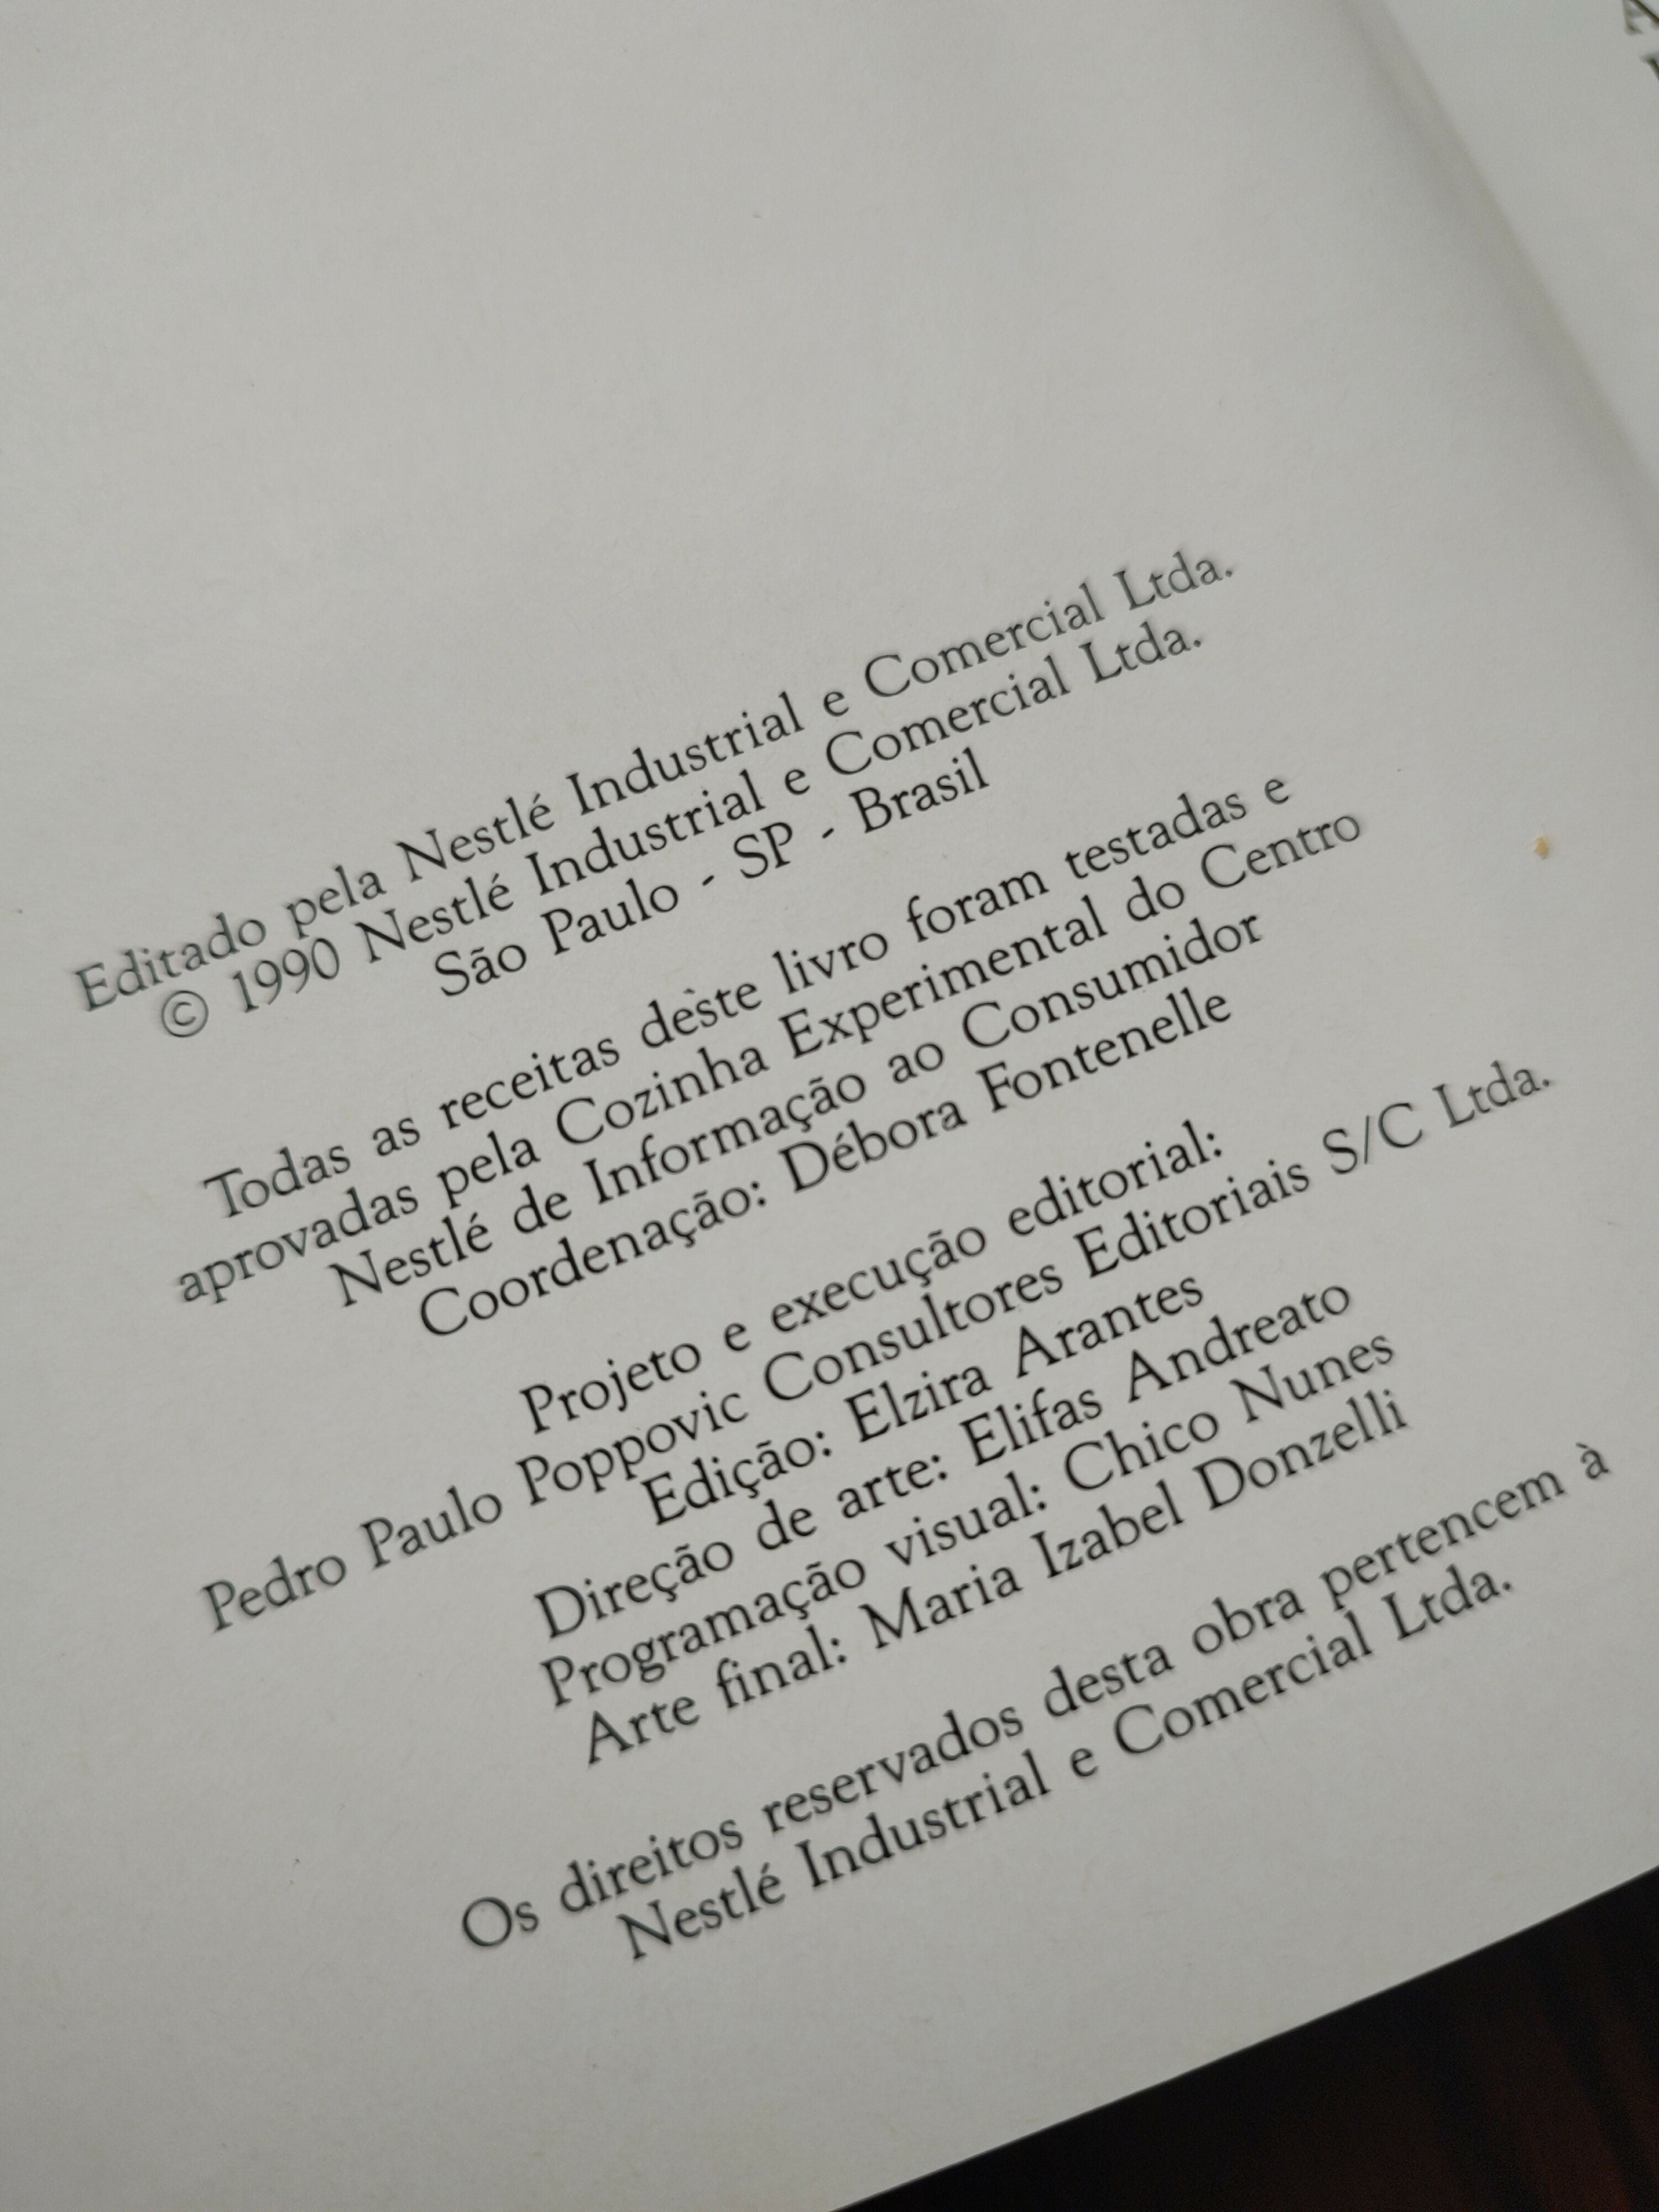 Editado pela Nestlé Industrial e Comercial Ltda.
© 1990 Nestlé Industrial e Comercial Ltda.
São Paulo - SP - Brasil
Todas as receitas deste livro foram testadas e
aprovadas pela Cozinha Experimental do Centro
Nestlé de Informação ao Consumidor
Coordenação: Débora Fontenelle
Projeto e execução editorial:
Pedro Paulo Poppovic Consultores Editoriais S/C Ltda.
Edição: Elzira Arantes
Direção de arte: Elifas Andreato
Programação visual: Chico Nunes
Arte final: Maria Izabel Donzelli
Os direitos reservados desta obra pertencem à
Nestlé Industrial e Comercial Ltda.